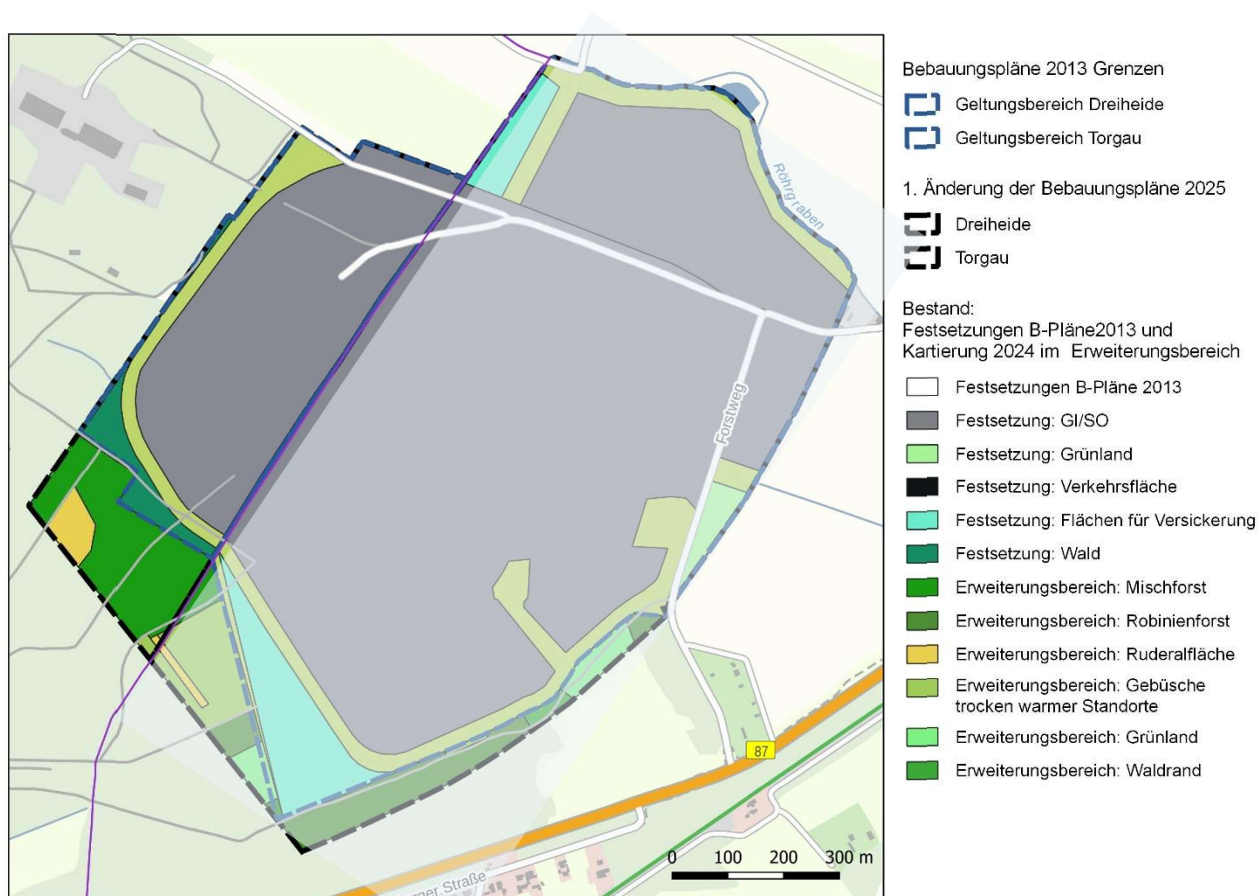 Bebauungspläne 2013 Grenzen
Geltungsbereich Dreiheide
Geltungsbereich Torgau
1. Änderung der Bebauungspläne 2025
Dreiheide
Torgau
Bestand:
Festsetzungen B-Pläne2013 und
Kartierung 2024 im Erweiterungsbereich
Festsetzungen B-Pläne 2013
Festsetzung: GI/SO
Festsetzung: Grünland
Festsetzung: Verkehrsfläche
Festsetzung: Flächen für Versickerung
Festsetzung: Wald
Erweiterungsbereich: Mischforst
Erweiterungsbereich: Robinienforst
Erweiterungsbereich: Ruderalfläche
Erweiterungsbereich: Gebüsche
trocken warmer Standorte
Erweiterungsbereich: Grünland
Erweiterungsbereich: Waldrand
Röhrgraben
Forstweg
87
0 100 200 300 m
rger Straße